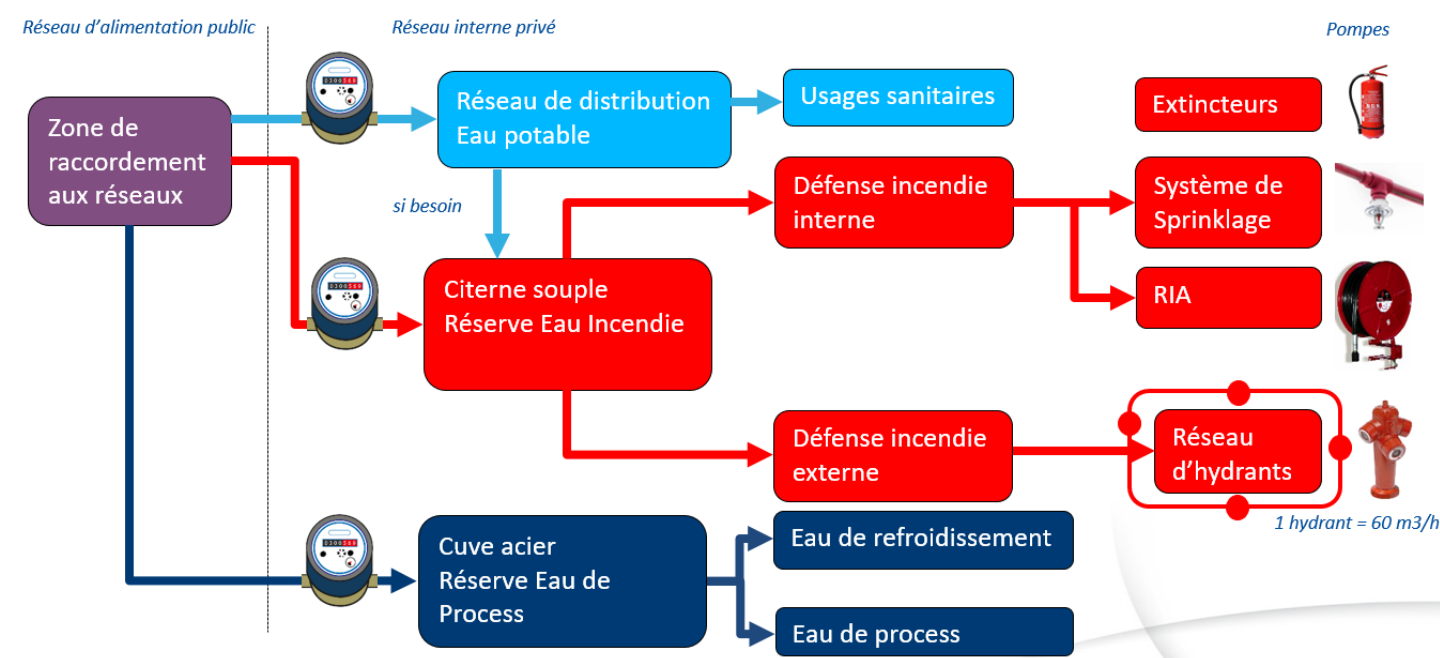 Réseau d'alimentation public
Réseau interne privé
Pompes
Zone de
raccordement
aux réseaux
Réseau de distribution
Eau potable
Usages sanitaires
Extincteurs
si besoin
Défense incendie
interne
Système de
Sprinklage
Citerne souple
Réserve Eau Incendie
RIA
Défense incendie
externe
Réseau
d'hydrants
1 hydrant = 60 m3/h
Cuve acier
Réserve Eau de
Process
Eau de refroidissement
Eau de process